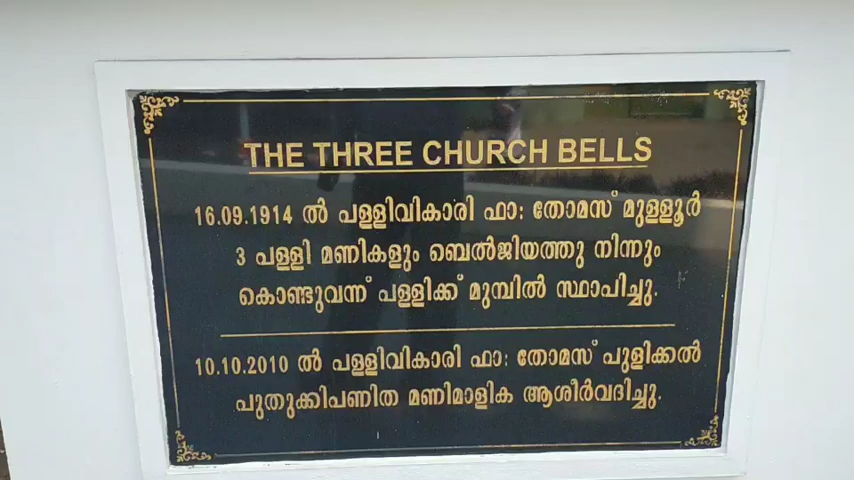 THE THREE CHURCH BELLS
16.09.1914 ൽ പള്ളിവികാരി ഫാ: തോമസ് മുള്ളൂർ
3 പള്ളി മണികളും ബെൽജിയത്തു നിന്നും
കൊണ്ടുവന്ന് പള്ളിക്ക് മുമ്പിൽ സ്ഥാപിച്ചു.
10.10.2010 ൽ പള്ളിവികാരി ഫാ: തോമസ് പുളിക്കൽ
പുതുക്കിപണിത മണിമാളിക ആശീർവദിച്ചു.